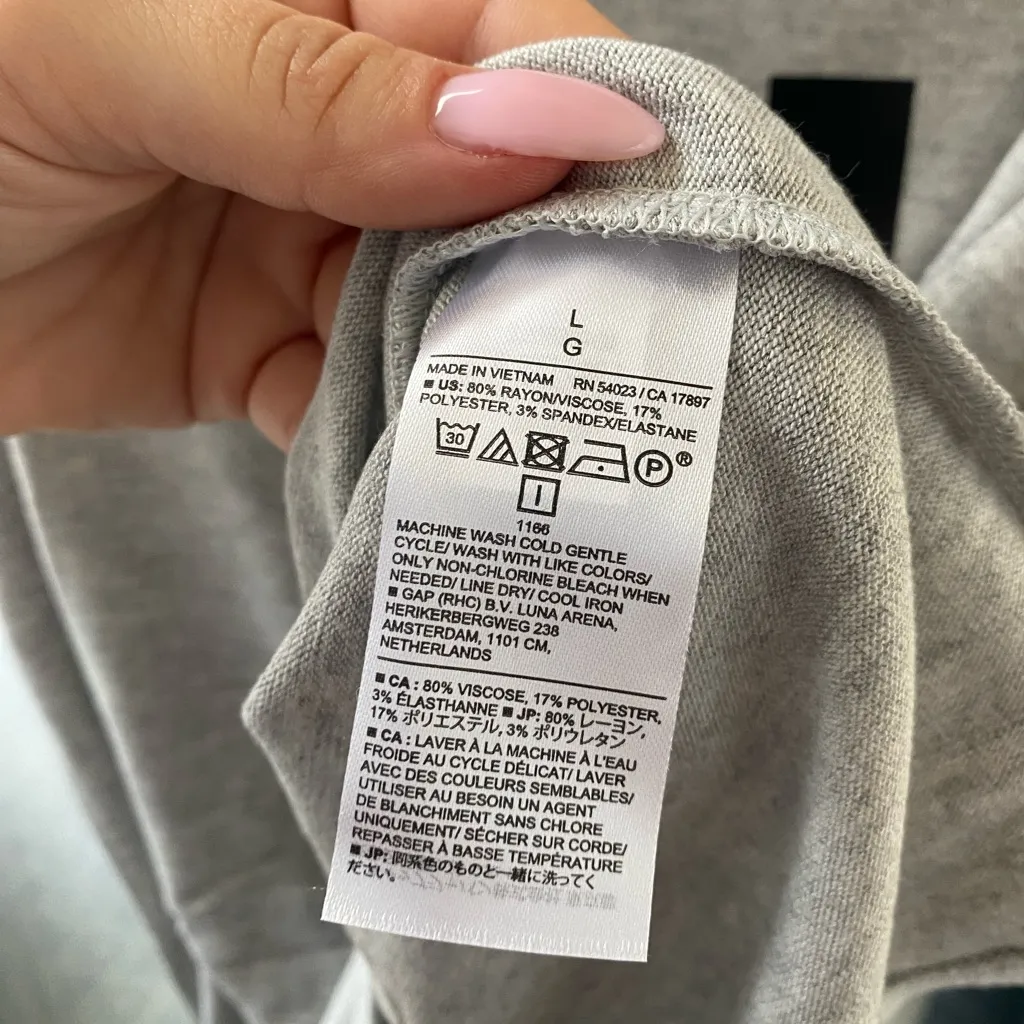 L
G
MADE IN VIETNAM RN 54023 / CA 17897
■ US: 80% RAYON/VISCOSE, 17%
POLYESTER, 3% SPANDEX/ELASTANE
30 P ®
I
1166
MACHINE WASH COLD GENTLE
CYCLE/ WASH WITH LIKE COLORS/
ONLY NON-CHLORINE BLEACH WHEN
NEEDED/ LINE DRY/ COOL IRON
■ GAP (RHC) B.V. LUNA ARENA,
HERIKERBERGWEG 238
AMSTERDAM, 1101 CM,
NETHERLANDS
■ CA : 80% VISCOSE, 17% POLYESTER,
3% ÉLASTHANNE ■ JP: 80% レーヨン,
17% ポリエステル, 3% ポリウレタン
■ CA : LAVER À LA MACHINE À L'EAU
FROIDE AU CYCLE DÉLICAT/ LAVER
AVEC DES COULEURS SEMBLABLES/
UTILISER AU BESOIN UN AGENT
DE BLANCHIMENT SANS CHLORE
UNIQUEMENT/ SÉCHER SUR CORDE/
REPASSER À BASSE TEMPÉRATURE
■ JP: 同系色のものと一緒に洗ってく
ださい。